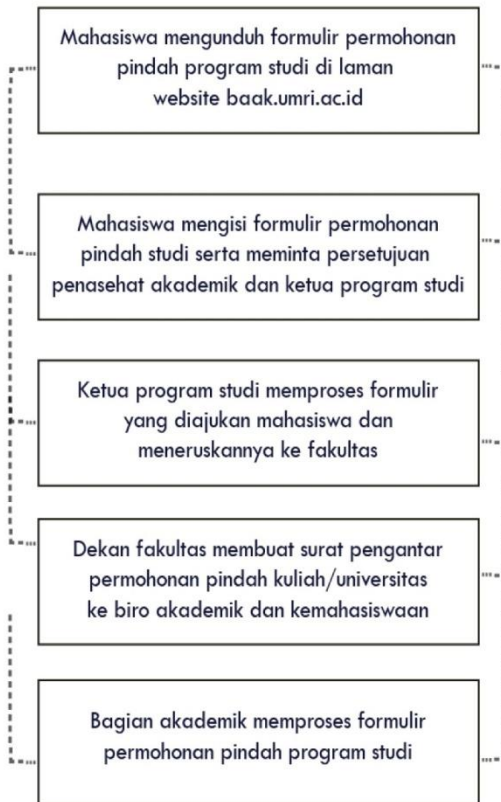 Mahasiswa mengunduh formulir permohonan
pindah program studi di laman
website baak.umri.ac.id
Mahasiswa mengisi formulir permohonan
pindah studi serta meminta persetujuan
penasehat akademik dan ketua program studi
Ketua program studi memproses formulir
yang diajukan mahasiswa dan
meneruskannya ke fakultas
Dekan fakultas membuat surat pengantar
permohonan pindah kuliah/universitas
ke biro akademik dan kemahasiswaan
Bagian akademik memproses formulir
permohonan pindah program studi